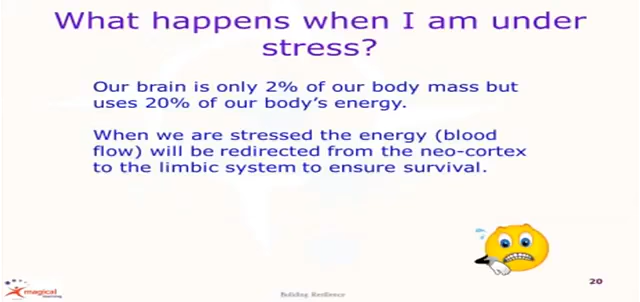 What happens when I am under
stress?
Our brain is only 2% of our body mass but
uses 20% of our body's energy.
When we are stressed the energy (blood
flow) will be redirected from the neo-cortex
to the limbic system to ensure survival.
magical
learning
Building Resilience
20